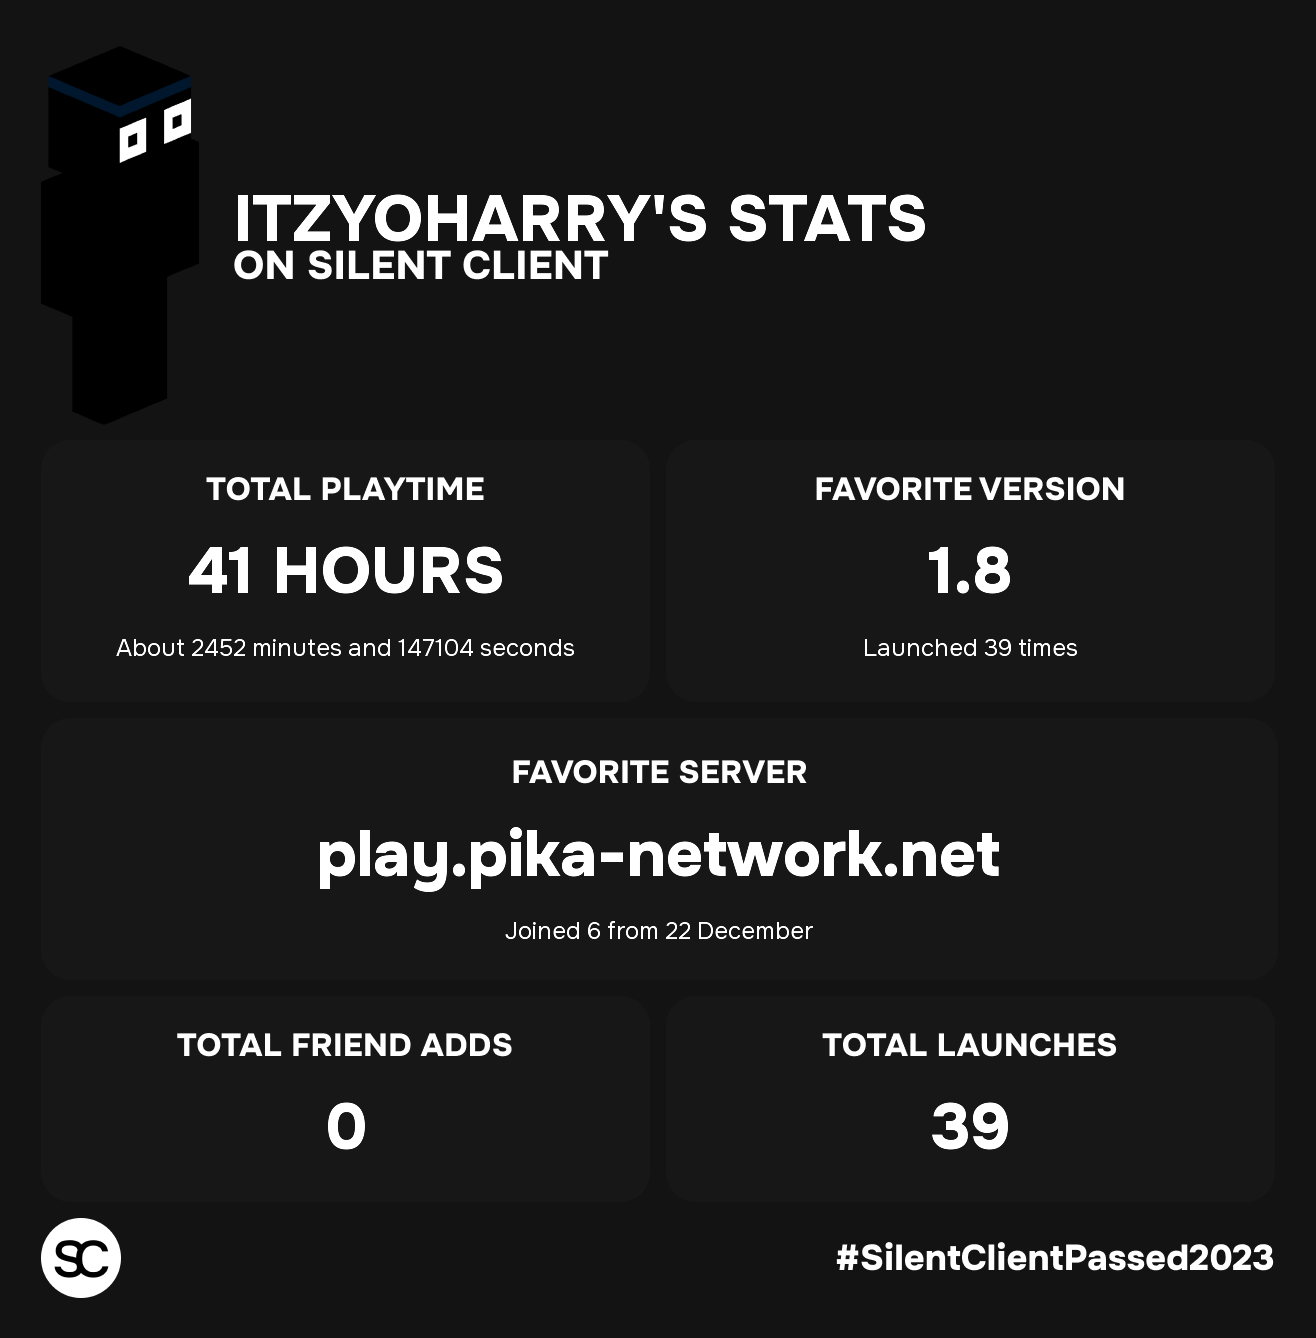 ITZYOHARRY'S STATS
ON SILENT CLIENT
TOTAL PLAYTIME
41 HOURS
About 2452 minutes and 147104 seconds
FAVORITE VERSION
1.8
Launched 39 times
FAVORITE SERVER
play.pika-network.net
Joined 6 from 22 December
TOTAL FRIEND ADDS
0
TOTAL LAUNCHES
39
SC
#SilentClientPassed2023